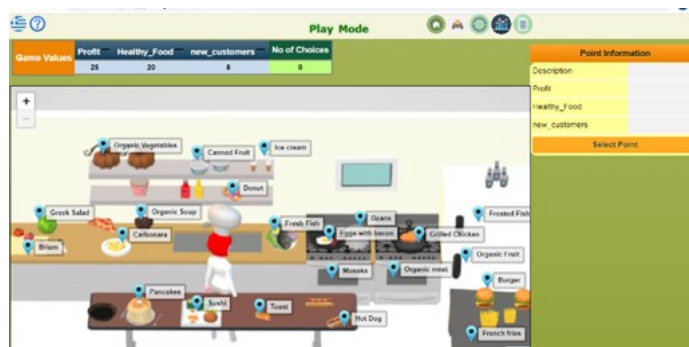 Play Mode
Game Values
Profit Healthy_Food new_customers No of Choices
25 20 8 0
Point Information
Description
Profit
Healthy_Food
new_customers
Select Point
+
Organic Vegetables
Canned Fruit
Ice cream
Donut
Greek Salad
Organic Soup
Fresh Fish
Frosted Fish
Briam
Carbonara
Eggs with bacon
Grilled Chicken
Musaka
Organic meat
Organic Fruit
Burger
Pancakes
Sushi
Toast
Hot Dog
French fries